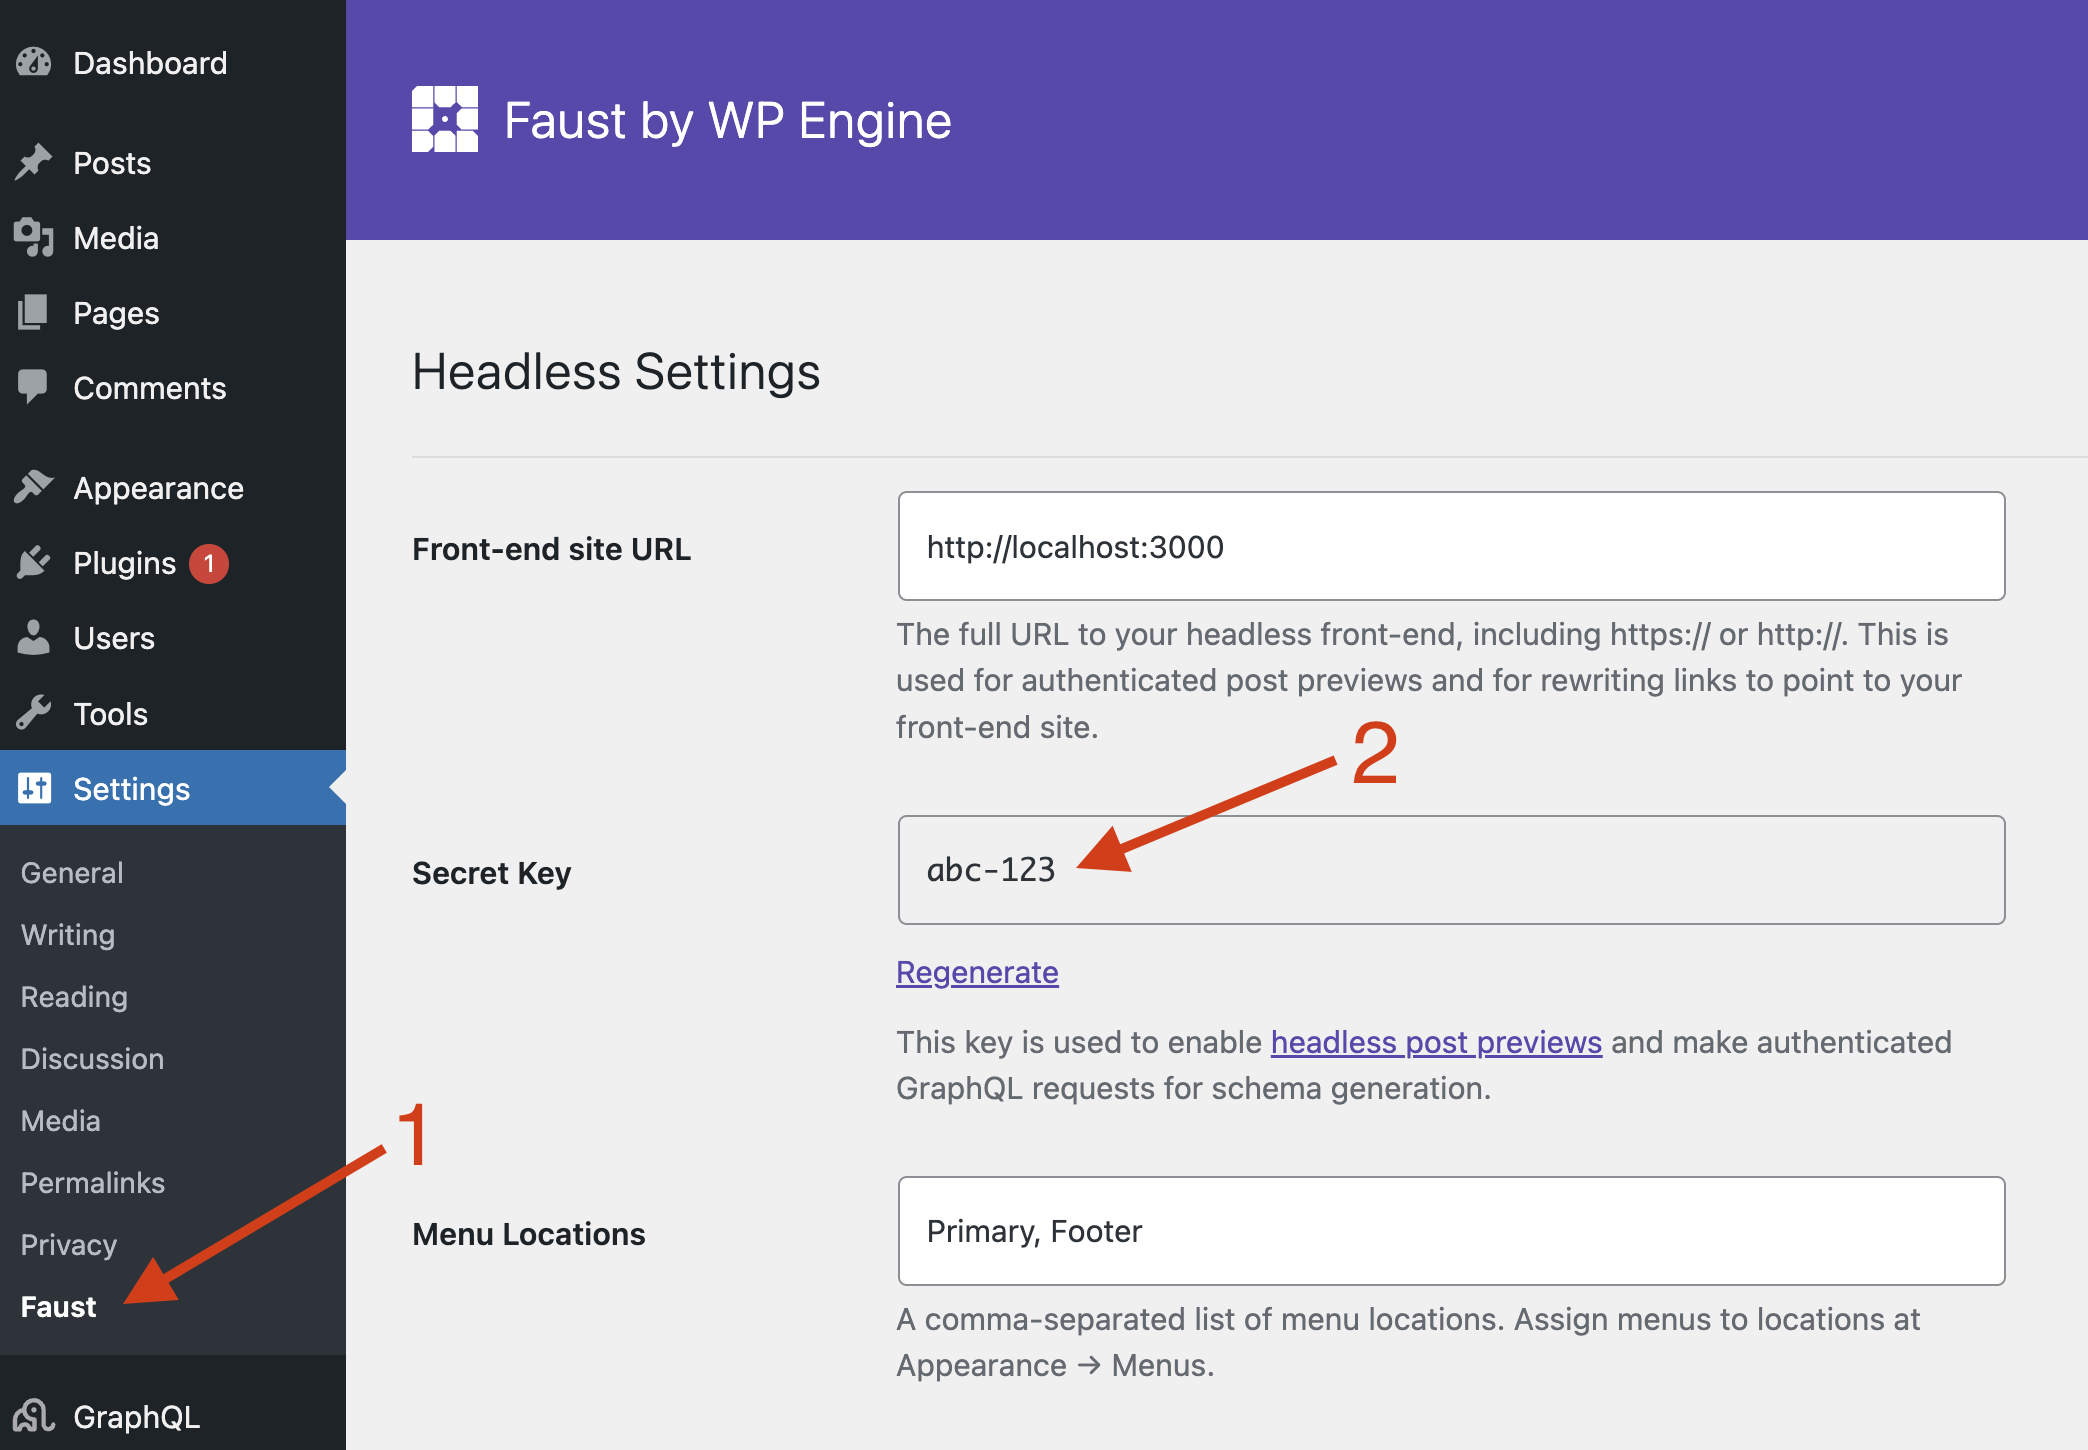 Dashboard
Posts
Media
Pages
Comments
Appearance
Plugins 1
Users
Tools
Settings
General
Writing
Reading
Discussion
Media
Permalinks
Privacy
Faust
GraphQL
1
Faust by WP Engine
Headless Settings
Front-end site URL
http://localhost:3000
The full URL to your headless front-end, including https:// or http://. This is
used for authenticated post previews and for rewriting links to point to your
front-end site.
2
Secret Key
abc-123
Regenerate
This key is used to enable headless post previews and make authenticated
GraphQL requests for schema generation.
Menu Locations
Primary, Footer
A comma-separated list of menu locations. Assign menus to locations at
Appearance → Menus.